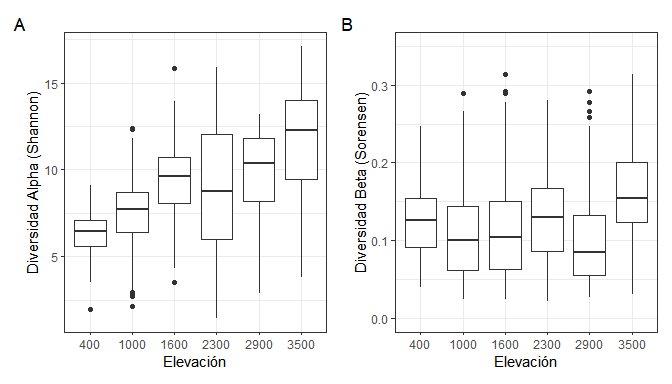 A
Diversidad Alpha (Shannon)
15
10
5
400 1000 1600 2300 2900 3500
Elevación
B
Diversidad Beta (Sorensen)
0.3
0.2
0.1
0.0
400 1000 1600 2300 2900 3500
Elevación